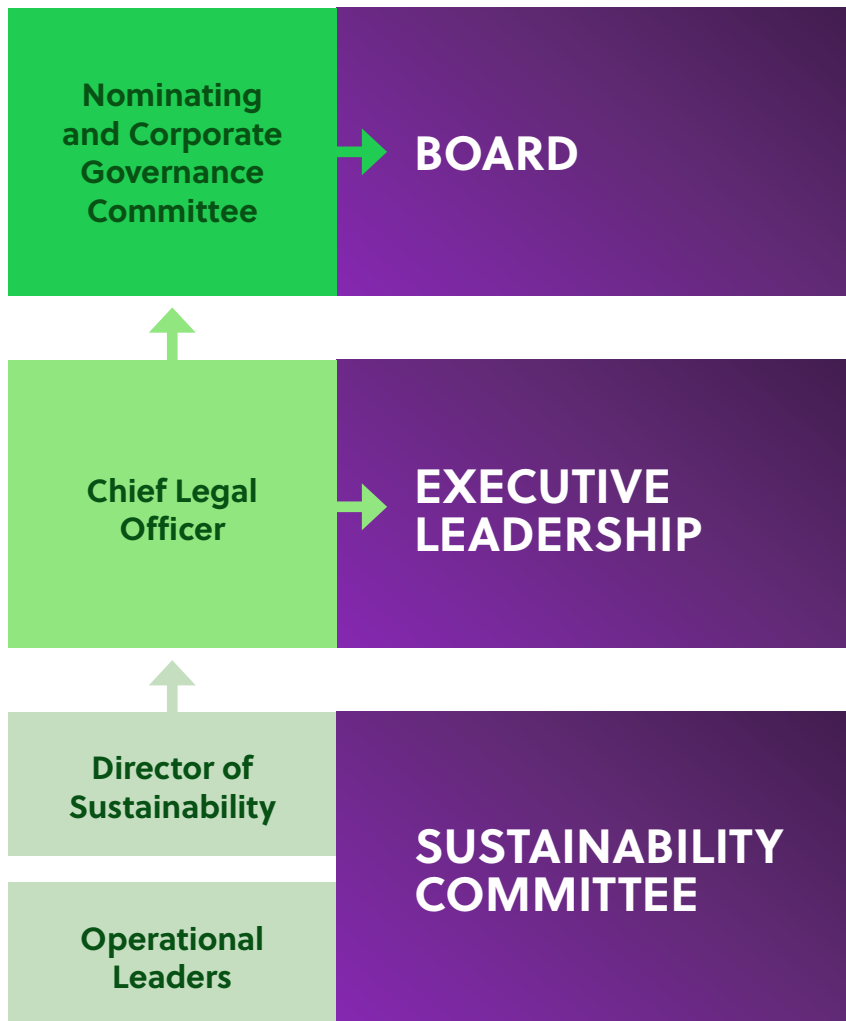 Nominating
and Corporate
Governance
Committee
BOARD
Chief Legal
Officer
EXECUTIVE
LEADERSHIP
Director of
Sustainability
Operational
Leaders
SUSTAINABILITY
COMMITTEE